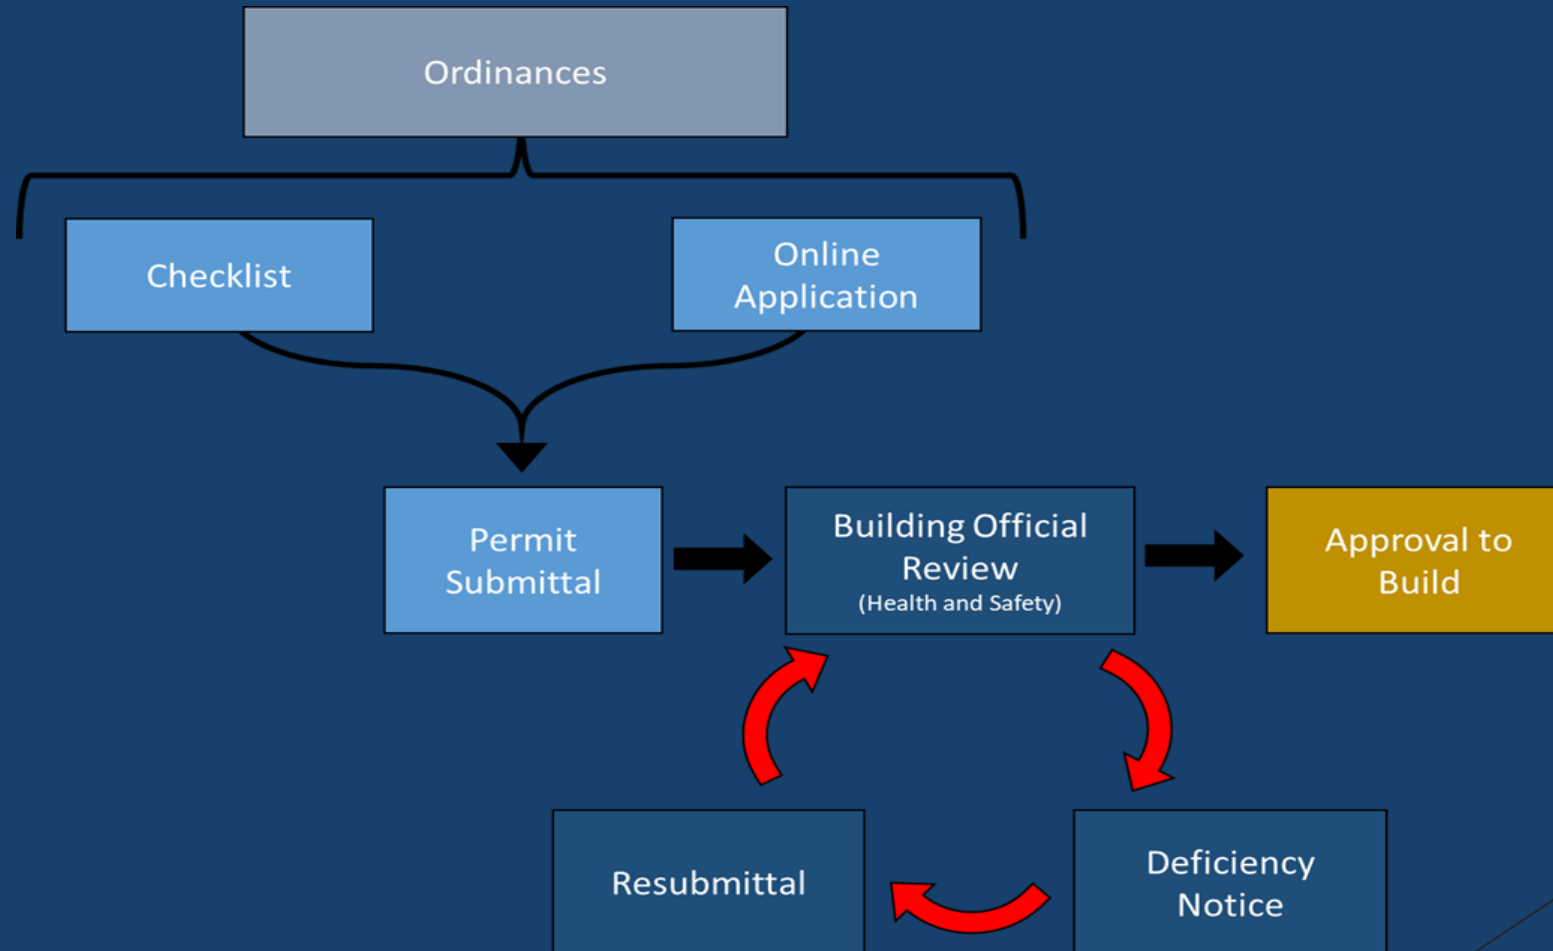 Ordinances
Checklist
Online
Application
Permit
Submittal
Building Official
Review
(Health and Safety)
Approval to
Build
Resubmittal
Deficiency
Notice